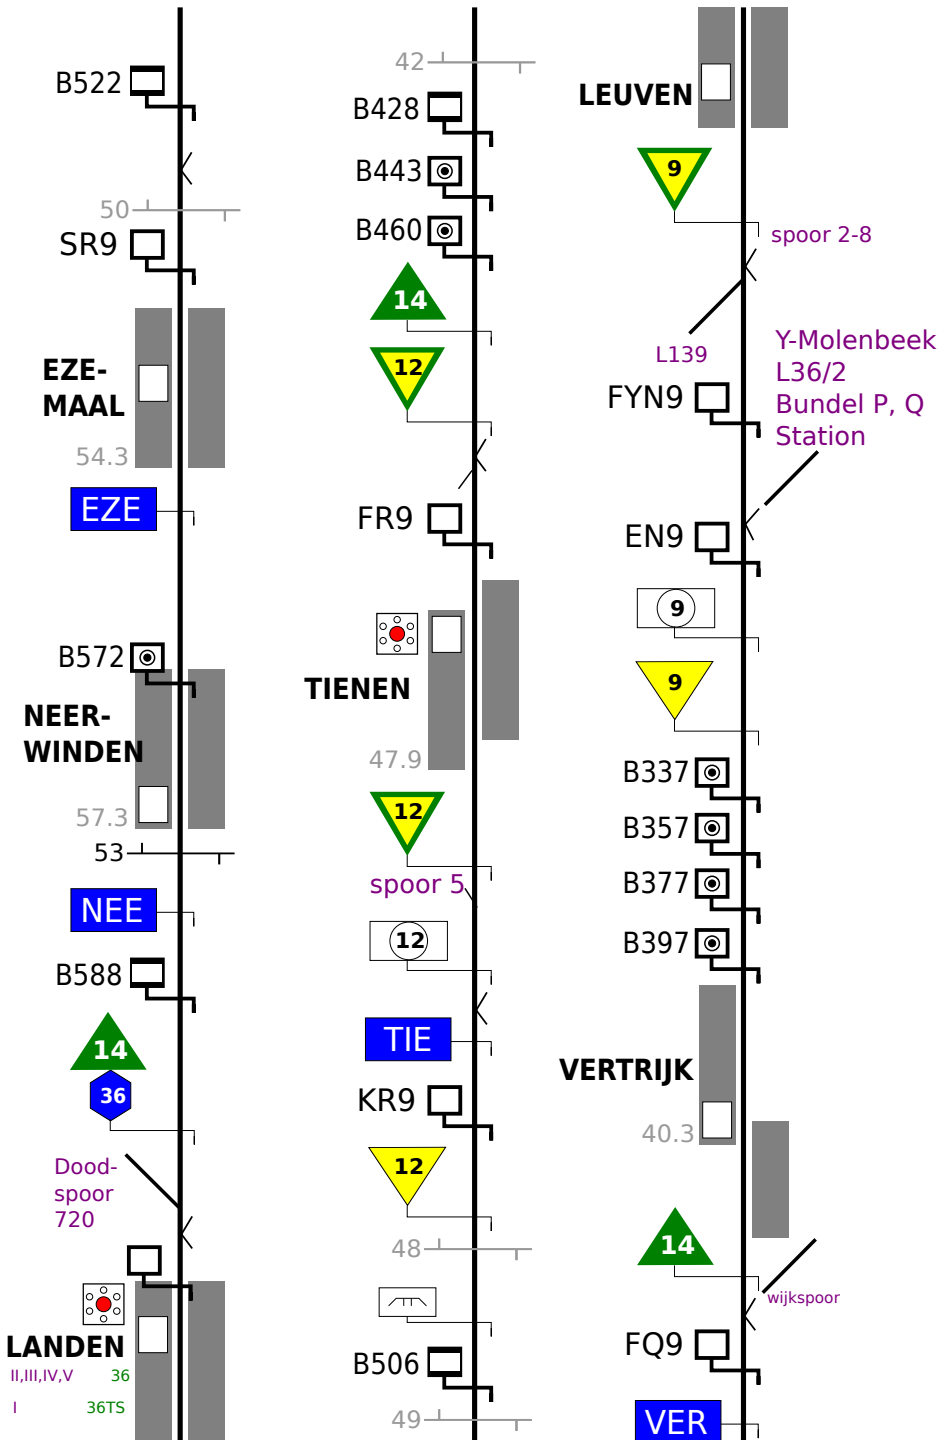 B522
50
SR9
EZE-
MAAL
54.3
EZE
B572
NEER-
WINDEN
57.3
53
NEE
B588
14
36
Dood-
spoor
720
LANDEN
II,III,IV,V 36
I 36TS
42
B428
B443
B460
14
12
FR9
TIENEN
47.9
12
spoor 5
12
TIE
KR9
12
48
B506
49
LEUVEN
9
spoor 2-8
L139
Y-Molenbeek
L36/2
Bundel P, Q
Station
FYN9
EN9
9
9
B337
B357
B377
B397
VERTRIJK
40.3
14
wijkspoor
FQ9
VER